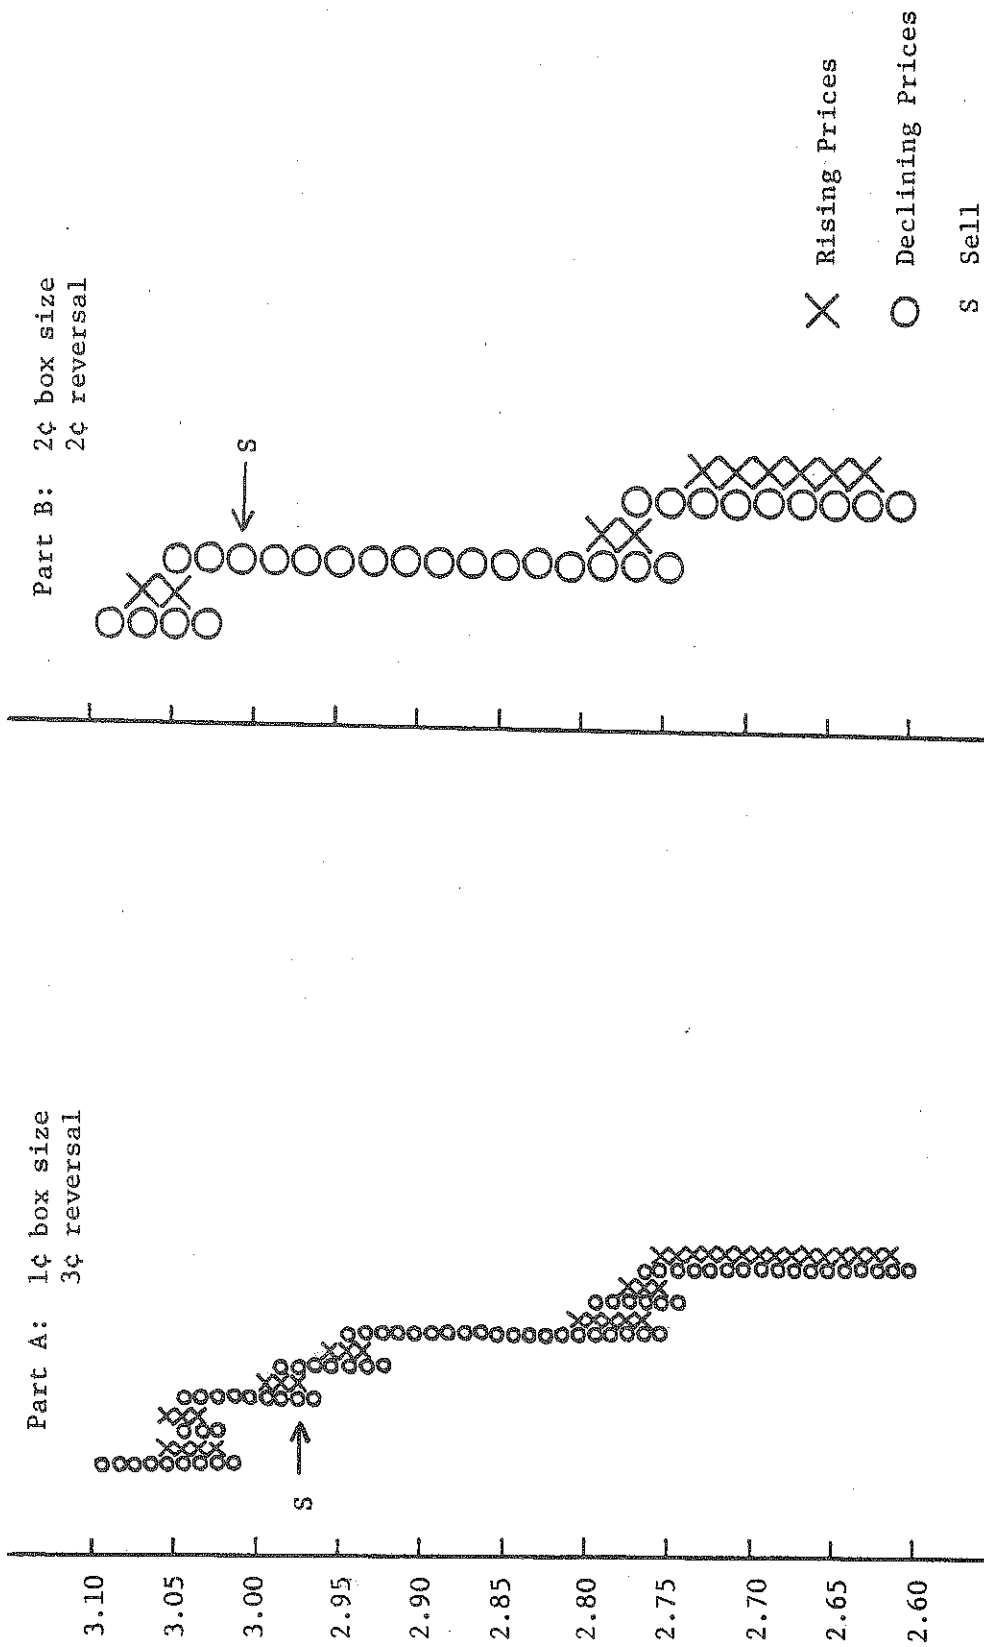 Part A: 1¢ box size
3¢ reversal
3.10
3.05
3.00
2.95
2.90
2.85
2.80
2.75
2.70
2.65
2.60
S
Part B: 2¢ box size
2¢ reversal
S
X Rising Prices
O Declining Prices
S Sell